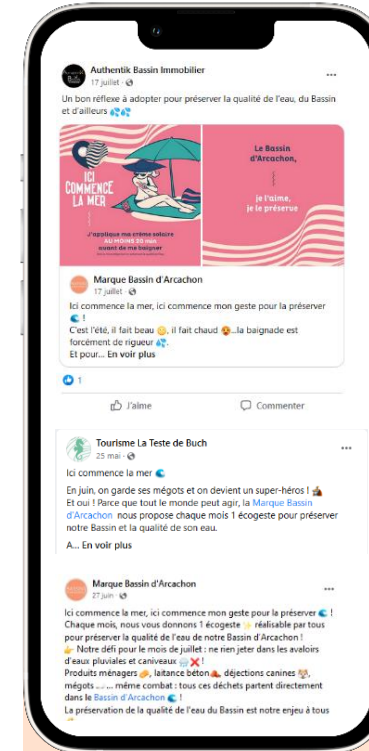 Authentik Bassin Immobilier
17 juillet ·
Un bon réflexe à adopter pour préserver la qualité de l'eau, du Bassin
et d'ailleurs 💦💦
ICI
COMMENCE
LA MER
J'applique ma crème solaire
AU MOINS 20 min
avant de me baigner
Le Bassin
d'Arcachon,
je l'aime,
je le préserve
Marque Bassin d'Arcachon
17 juillet ·
Ici commence la mer, ici commence mon geste pour la préserver
🌊 !
C'est l'été, il fait beau 🌞, il fait chaud 🥵...la baignade est
forcément de rigueur 💦.
Et pour... En voir plus
1
J'aime
Commenter
Tourisme La Teste de Buch
25 mai ·
Ici commence la mer 🌊
En juin, on garde ses mégots et on devient un super-héros !
Et oui ! Parce que tout le monde peut agir, la Marque Bassin
d'Arcachon nous propose chaque mois 1 écogeste pour préserver
notre Bassin et la qualité de son eau.
A... En voir plus
Marque Bassin d'Arcachon
27 juin ·
Ici commence la mer, ici commence mon geste pour la préserver 🌊 !
Chaque mois, nous vous donnons 1 écogeste ✨ réalisable par tous
pour préserver la qualité de l'eau de notre Bassin d'Arcachon !
👉 Notre défi pour le mois de juillet : ne rien jeter dans les avaloirs
d'eaux pluviales et caniveaux 🌧❌ !
Produits ménagers 🧽, laitance béton, déjections canines 🐩,
mégots 🚬 ... même combat : tous ces déchets partent directement
dans le Bassin d'Arcachon 🌊 !
La préservation de la qualité de l'eau du Bassin est notre enjeu à tous